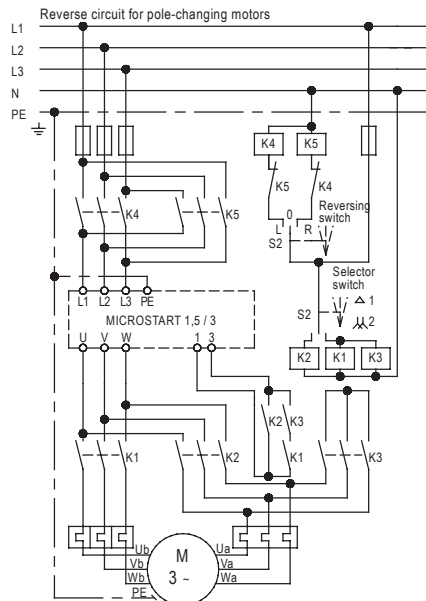 Reverse circuit for pole-changing motors
L1
L2
L3
N
PE
K4 K5
K5 K4
K4 K5
Reversing
switch
L 0 R
S2
L1 L2 L3 PE
Selector
switch
S2 △ 1
2
MICROSTART 1,5 / 3
U V W 1 3
K2 K1 K3
K2 K3
K1 K2 K1 K3
Ub Ua
M
Vb Va
3 ~
Wb Wa
PE